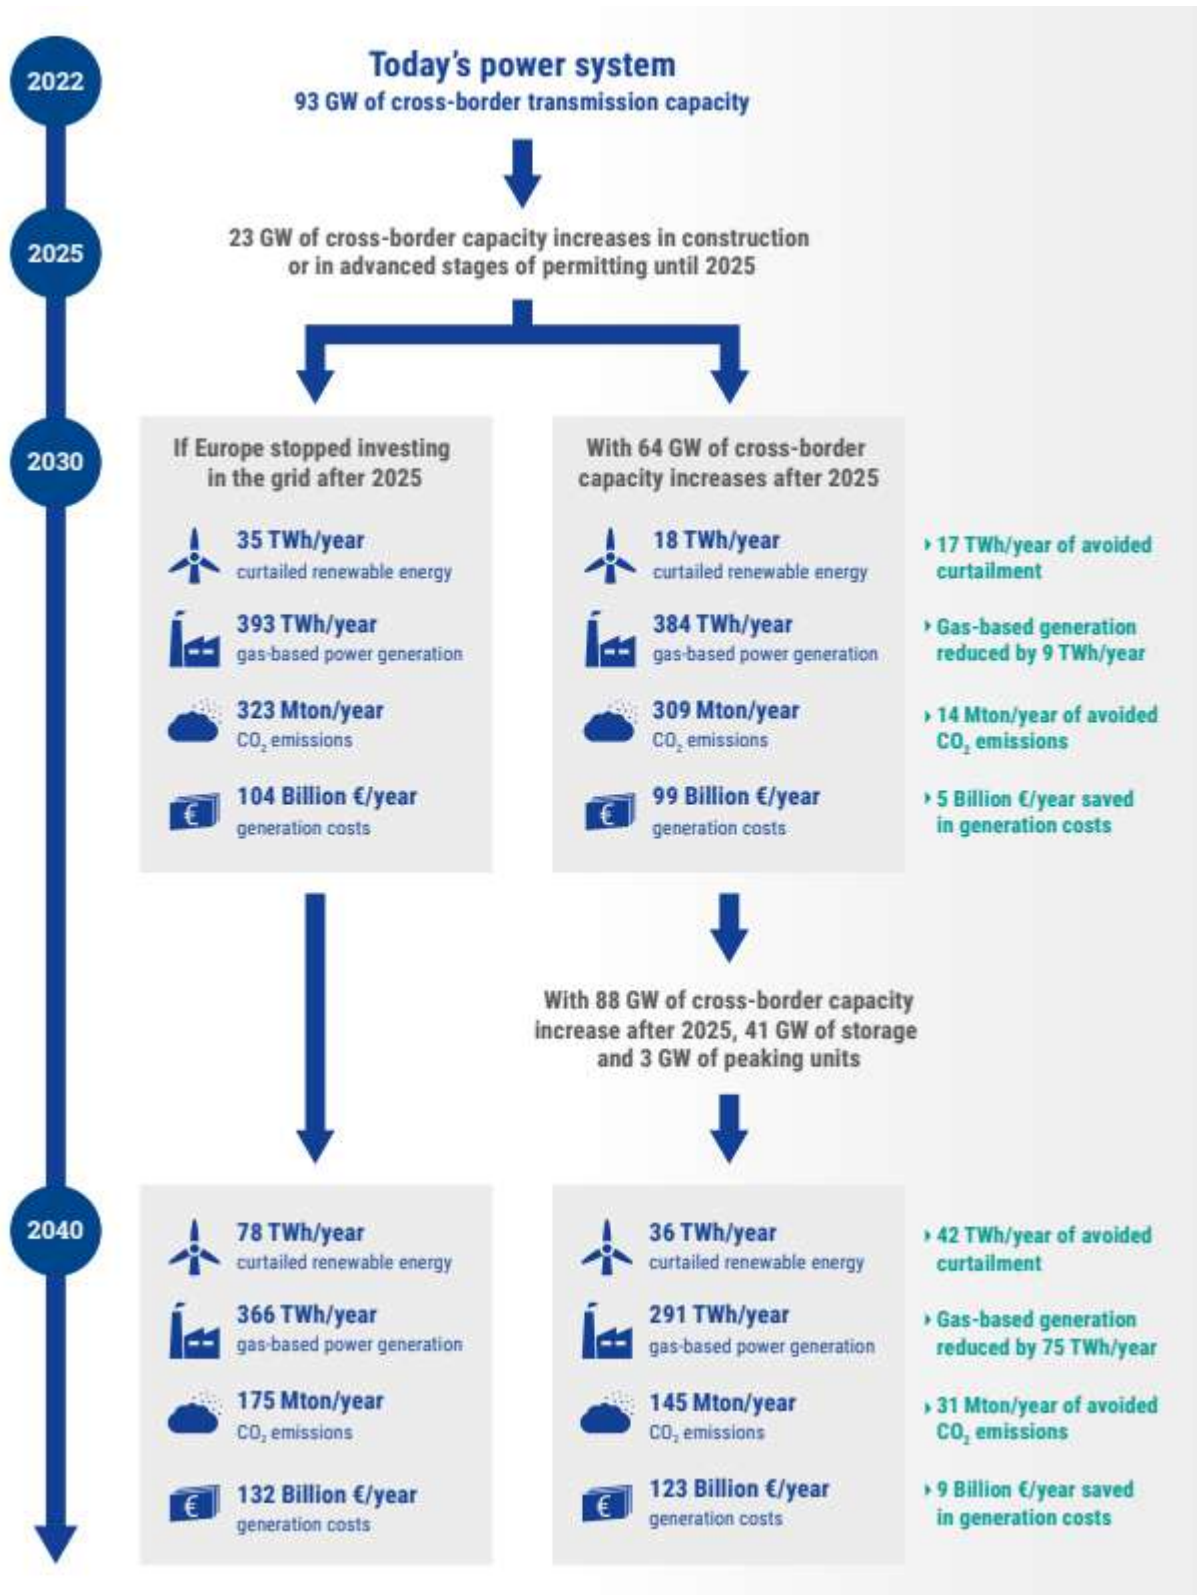 2022
Today's power system
93 GW of cross-border transmission capacity
2025
23 GW of cross-border capacity increases in construction
or in advanced stages of permitting until 2025
2030
If Europe stopped investing
in the grid after 2025
35 TWh/year
curtailed renewable energy
393 TWh/year
gas-based power generation
323 Mton/year
CO₂ emissions
€
104 Billion €/year
generation costs
With 64 GW of cross-border
capacity increases after 2025
18 TWh/year
curtailed renewable energy
384 TWh/year
gas-based power generation
309 Mton/year
CO₂ emissions
€
99 Billion €/year
generation costs
17 TWh/year of avoided
curtailment
Gas-based generation
reduced by 9 TWh/year
14 Mton/year of avoided
CO₂ emissions
5 Billion €/year saved
in generation costs
With 88 GW of cross-border capacity
increase after 2025, 41 GW of storage
and 3 GW of peaking units
2040
78 TWh/year
curtailed renewable energy
366 TWh/year
gas-based power generation
175 Mton/year
CO₂ emissions
€
132 Billion €/year
generation costs
36 TWh/year
curtailed renewable energy
291 TWh/year
gas-based power generation
145 Mton/year
CO₂ emissions
€
123 Billion €/year
generation costs
42 TWh/year of avoided
curtailment
Gas-based generation
reduced by 75 TWh/year
31 Mton/year of avoided
CO₂ emissions
9 Billion €/year saved
in generation costs